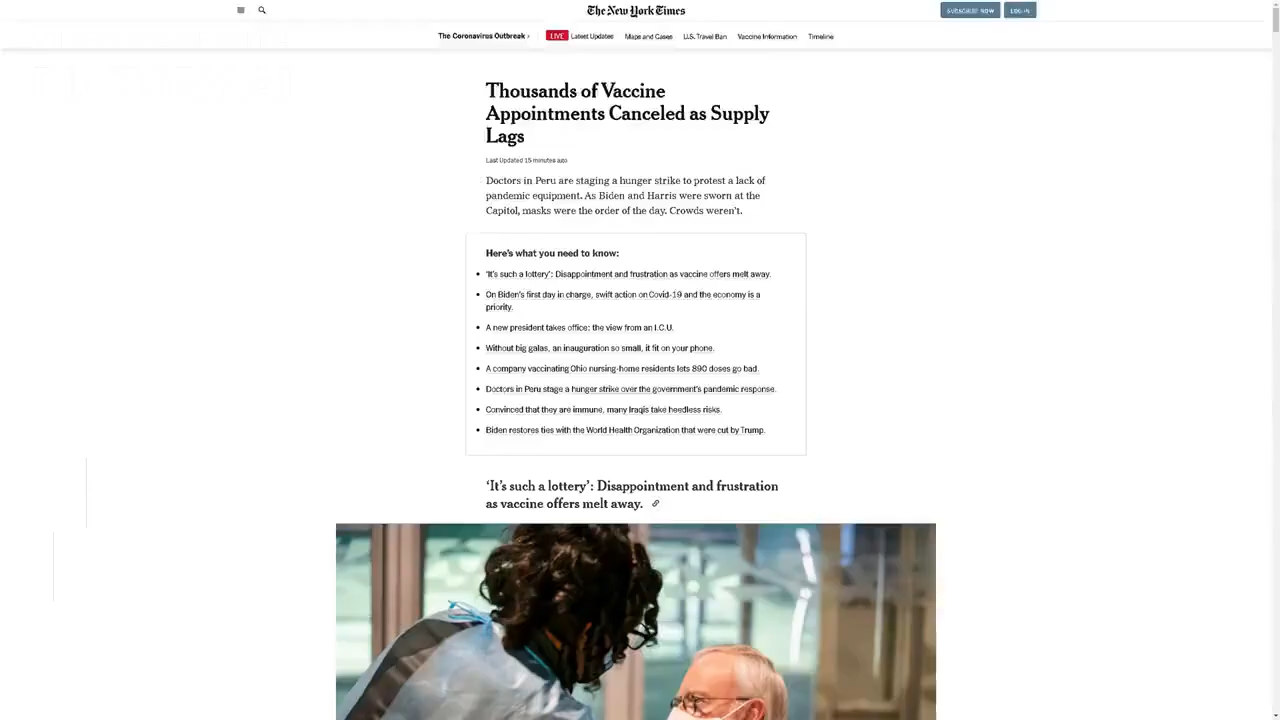 The New York Times
SUBSCRIBE NOW
LOG IN
The Coronavirus Outbreak ›
LIVE Latest Updates
Maps and Cases
U.S. Travel Ban
Vaccine Information
Timeline
Thousands of Vaccine
Appointments Canceled as Supply
Lags
Last Updated 15 minutes ago
Doctors in Peru are staging a hunger strike to protest a lack of
pandemic equipment. As Biden and Harris were sworn at the
Capitol, masks were the order of the day. Crowds weren’t.
Here’s what you need to know:
‘It’s such a lottery’: Disappointment and frustration as vaccine offers melt away.
On Biden’s first day in charge, swift action on Covid-19 and the economy is a
priority.
A new president takes office: the view from an I.C.U.
Without big galas, an inauguration so small, it fit on your phone.
A company vaccinating Ohio nursing-home residents lets 890 doses go bad.
Doctors in Peru stage a hunger strike over the government’s pandemic response.
Convinced that they are immune, many Iraqis take heedless risks.
Biden restores ties with the World Health Organization that were cut by Trump.
‘It’s such a lottery’: Disappointment and frustration
as vaccine offers melt away.